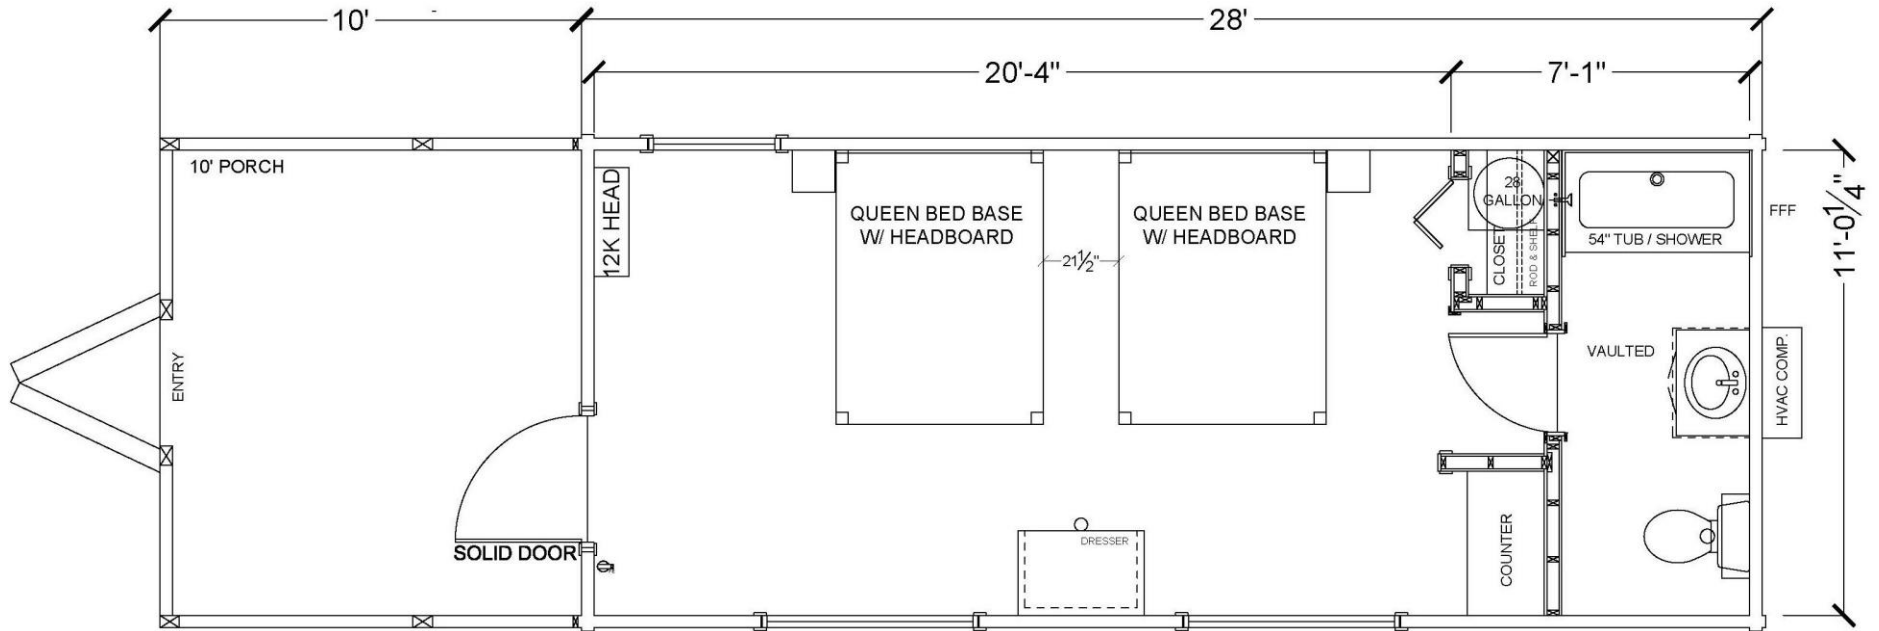 10'
28'
20'-4"
7'-1"
10' PORCH
12K HEAD
QUEEN BED BASE
W/ HEADBOARD
QUEEN BED BASE
W/ HEADBOARD
21½"
28
GALLON
CLOSE
ROD & SHELF
54" TUB / SHOWER
FFF
11'-0¼"
ENTRY
VAULTED
HVAC COMP.
SOLID DOOR
DRESSER
COUNTER